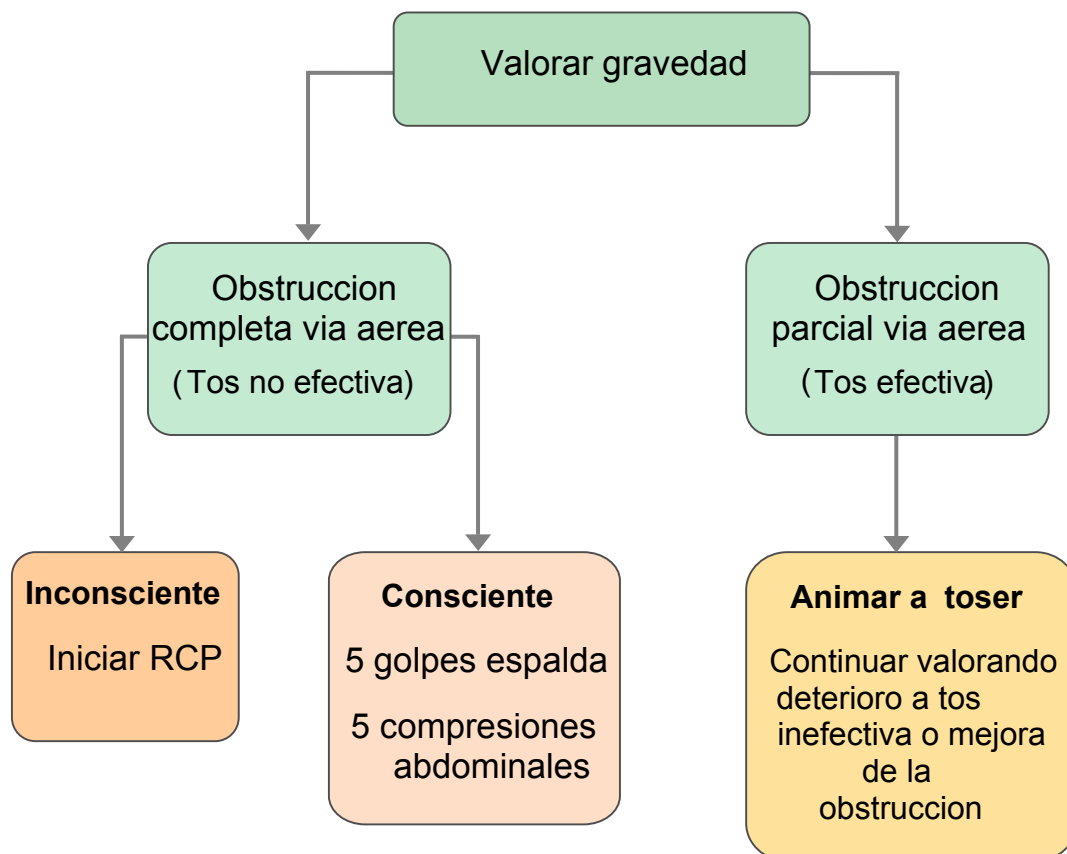 Valorar gravedad
Obstruccion
completa via aerea
(Tos no efectiva)
Obstruccion
parcial via aerea
(Tos efectiva)
Inconsciente
Iniciar RCP
Consciente
5 golpes espalda
5 compresiones
abdominales
Animar a toser
Continuar valorando
deterioro a tos
inefectiva o mejora
de la
obstruccion